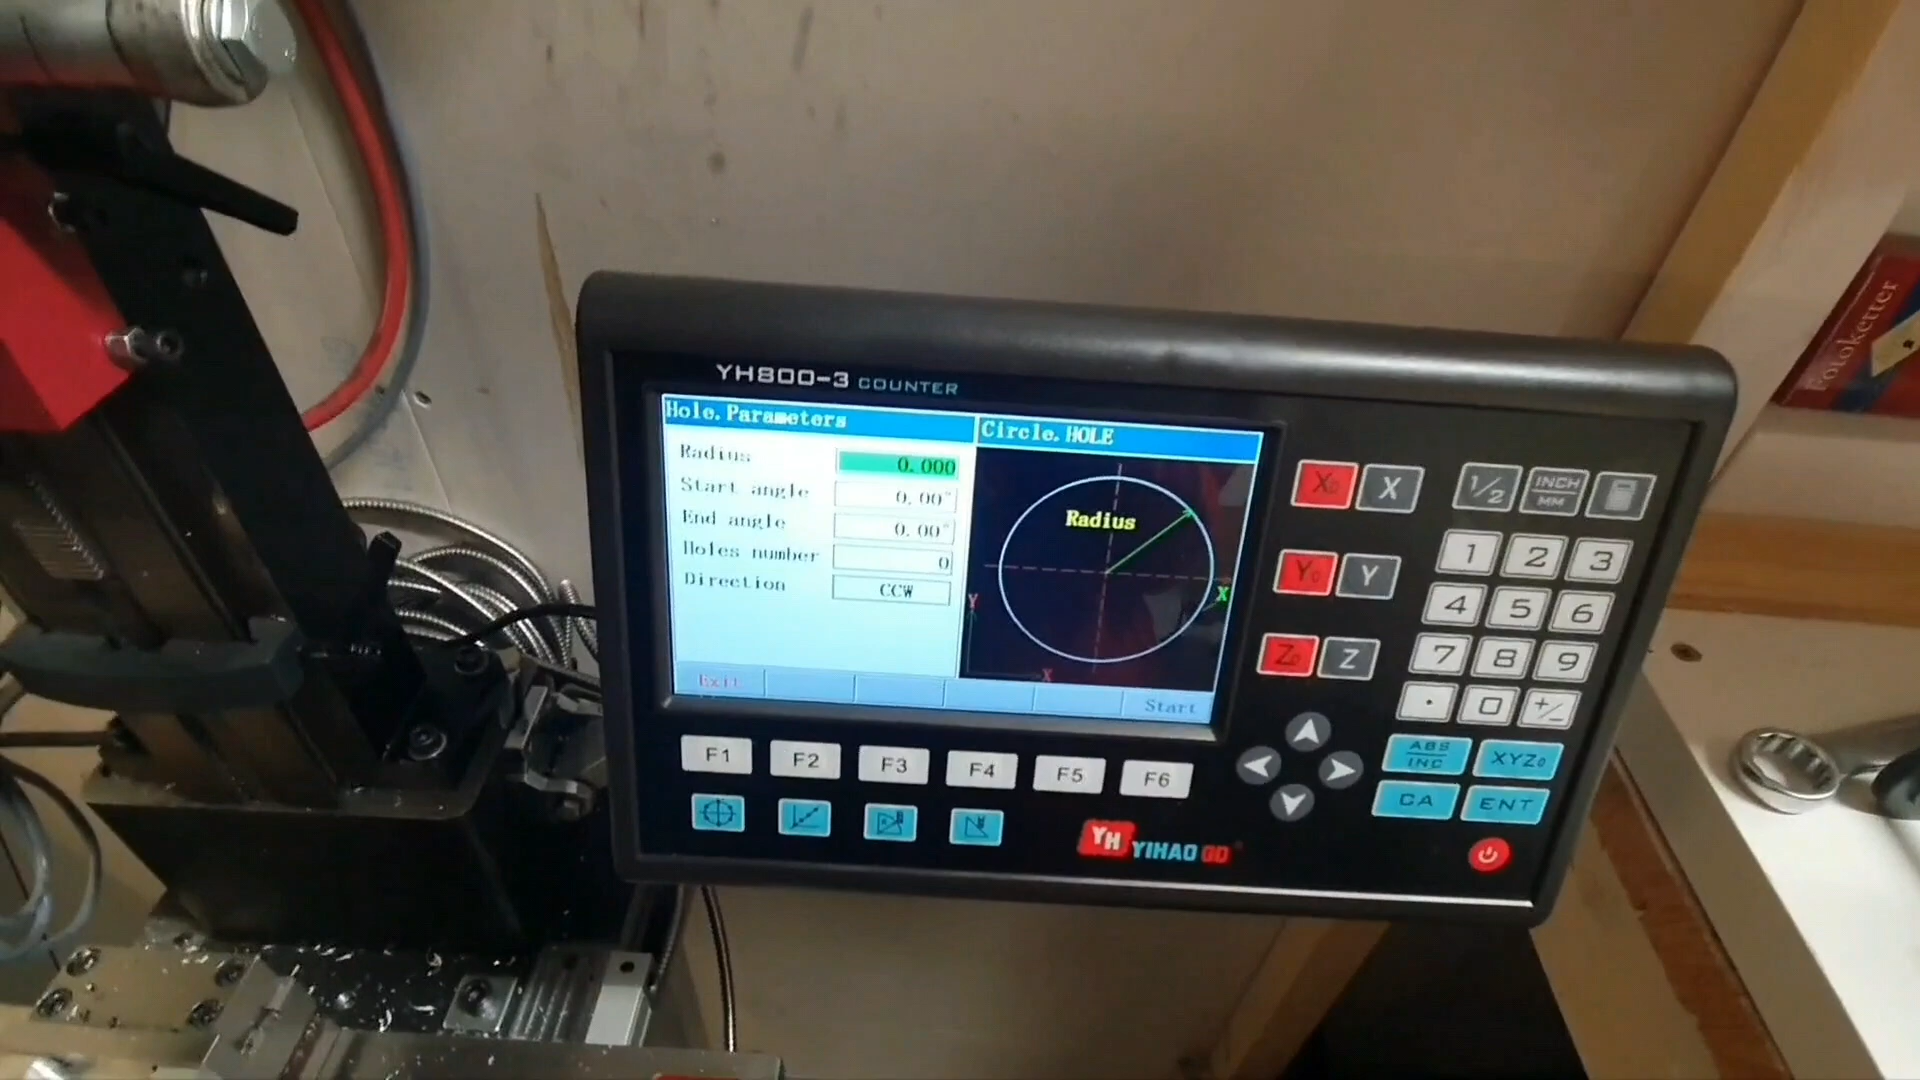 YH800-3 COUNTER
Hole.Parameters
Circle.HOLE
Radius 0.000
Start angle 0.00°
End angle 0.00°
Holes number 0
Direction CCW
Radius
X
Y
X
Exit
Start
X0 X 1/2 INCH MM
Y0 Y
Z0 Z
1 2 3
4 5 6
7 8 9
. 0 +/-
ABS INC XYZ0
CA ENT
F1 F2 F3 F4 F5 F6
YH YIHAO GD
Fotoketter